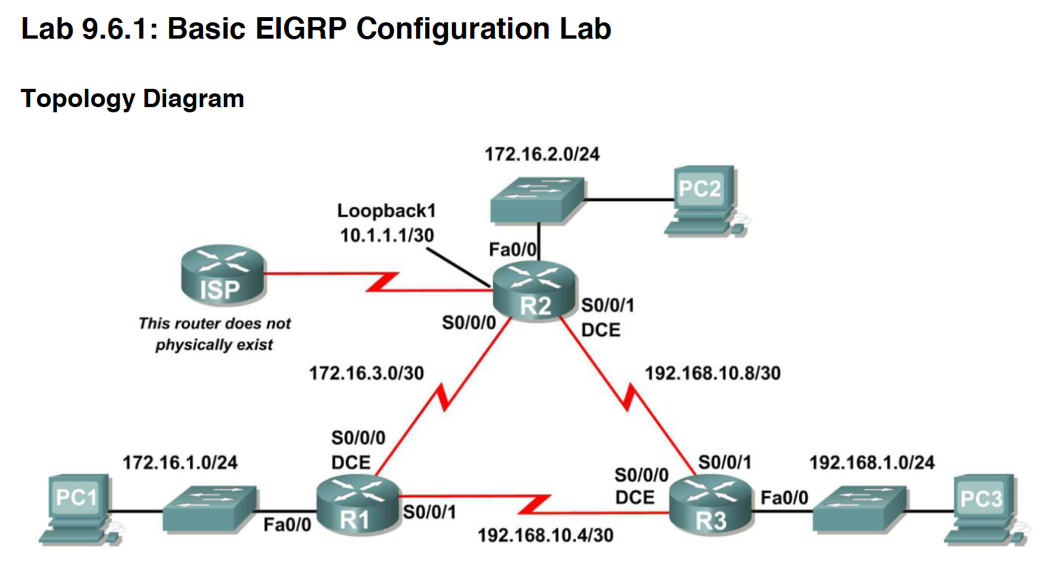 Lab 9.6.1: Basic EIGRP Configuration Lab
Topology Diagram
172.16.2.0/24
PC2
Loopback1
10.1.1.1/30
Fa0/0
ISP
R2
S0/0/1
DCE
S0/0/0
This router does not
physically exist
172.16.3.0/30
192.168.10.8/30
S0/0/0
DCE
172.16.1.0/24
S0/0/0
DCE
S0/0/1
192.168.1.0/24
PC1
Fa0/0
R1
S0/0/1
192.168.10.4/30
R3
Fa0/0
PC3